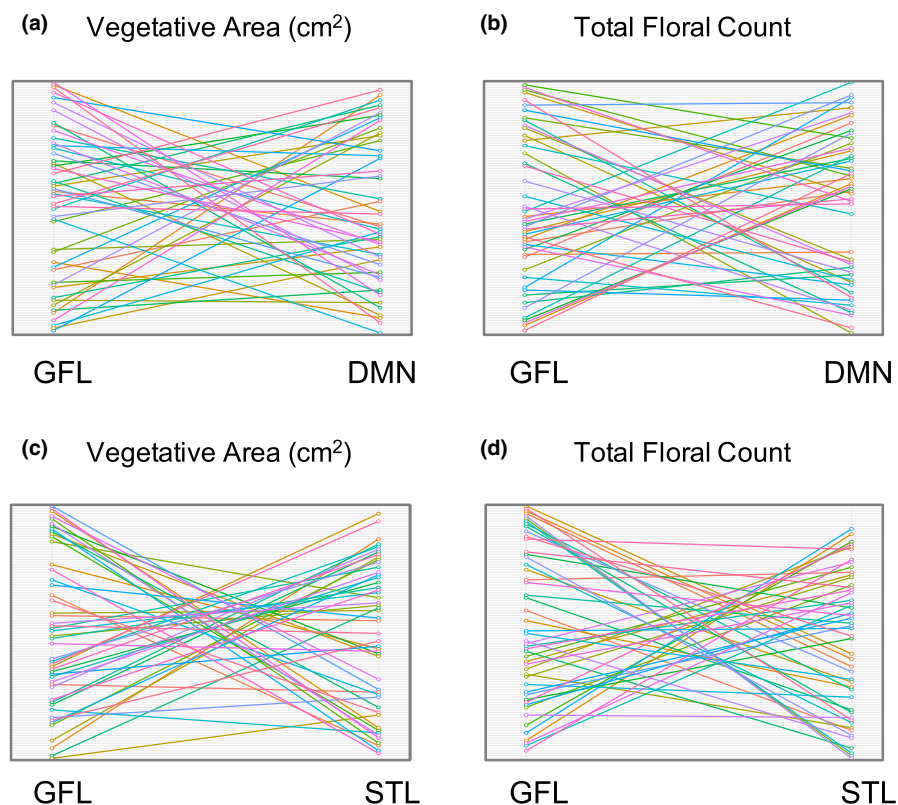 (a) Vegetative Area (cm²)
(b) Total Floral Count
GFL DMN
GFL DMN
(c) Vegetative Area (cm²)
(d) Total Floral Count
GFL STL
GFL STL